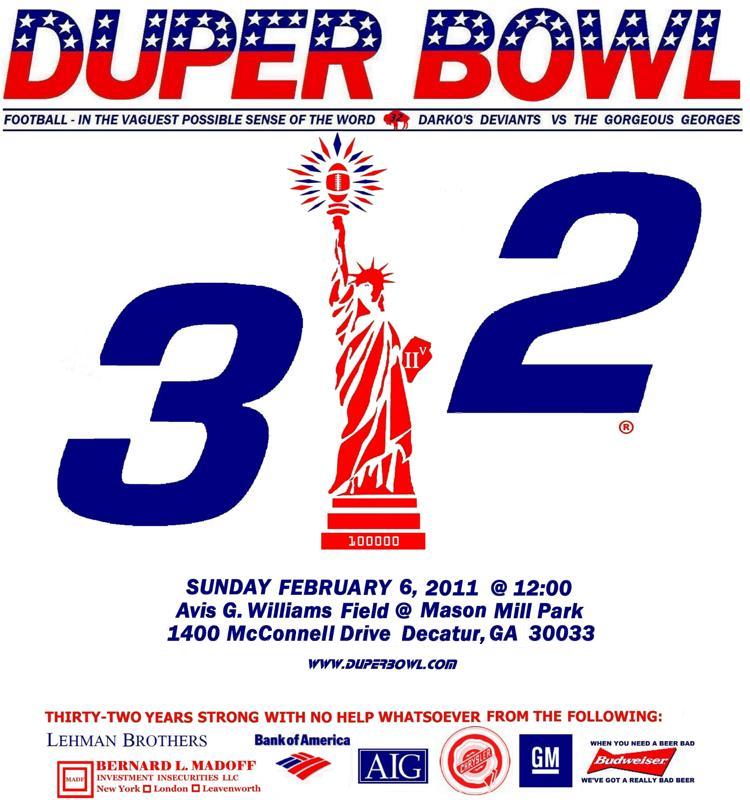 DUPER BOWL
FOOTBALL - IN THE VAGUEST POSSIBLE SENSE OF THE WORD 32 DARKO'S DEVIANTS VS THE GORGEOUS GEORGES
32
II V
®
100000
SUNDAY FEBRUARY 6, 2011 @ 12:00
Avis G. Williams Field @ Mason Mill Park
1400 McConnell Drive Decatur, GA 30033
WWW.DUPERBOWL.COM
THIRTY-TWO YEARS STRONG WITH NO HELP WHATSOEVER FROM THE FOLLOWING:
LEHMAN BROTHERS
MADF
BERNARD L. MADOFF
INVESTMENT INSECURITIES LLC
New York London Leavenworth
Bank of America
AIG
CHRYSLER
GM
WHEN YOU NEED A BEER BAD
Budweiser
WE'VE GOT A REALLY BAD BEER